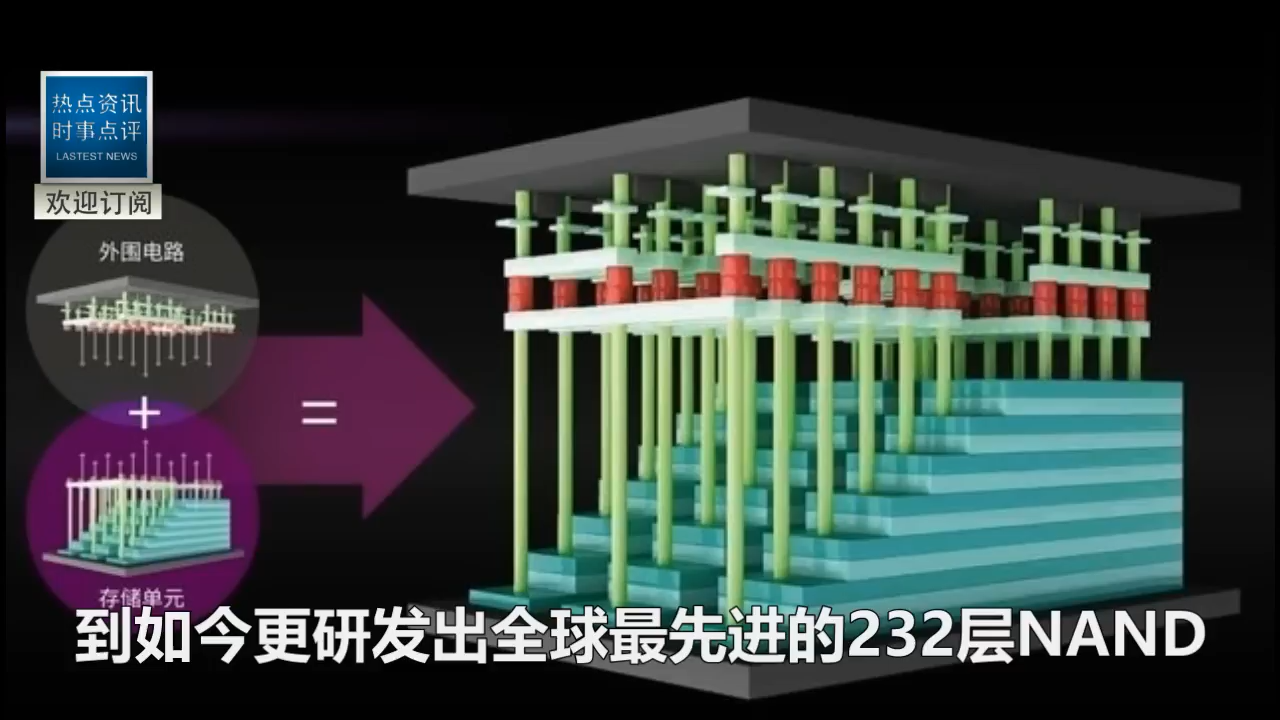 热点资讯
时事点评
LASTEST NEWS
欢迎订阅
外围电路
+
=
存储单元
到如今更研发出全球最先进的232层NAND